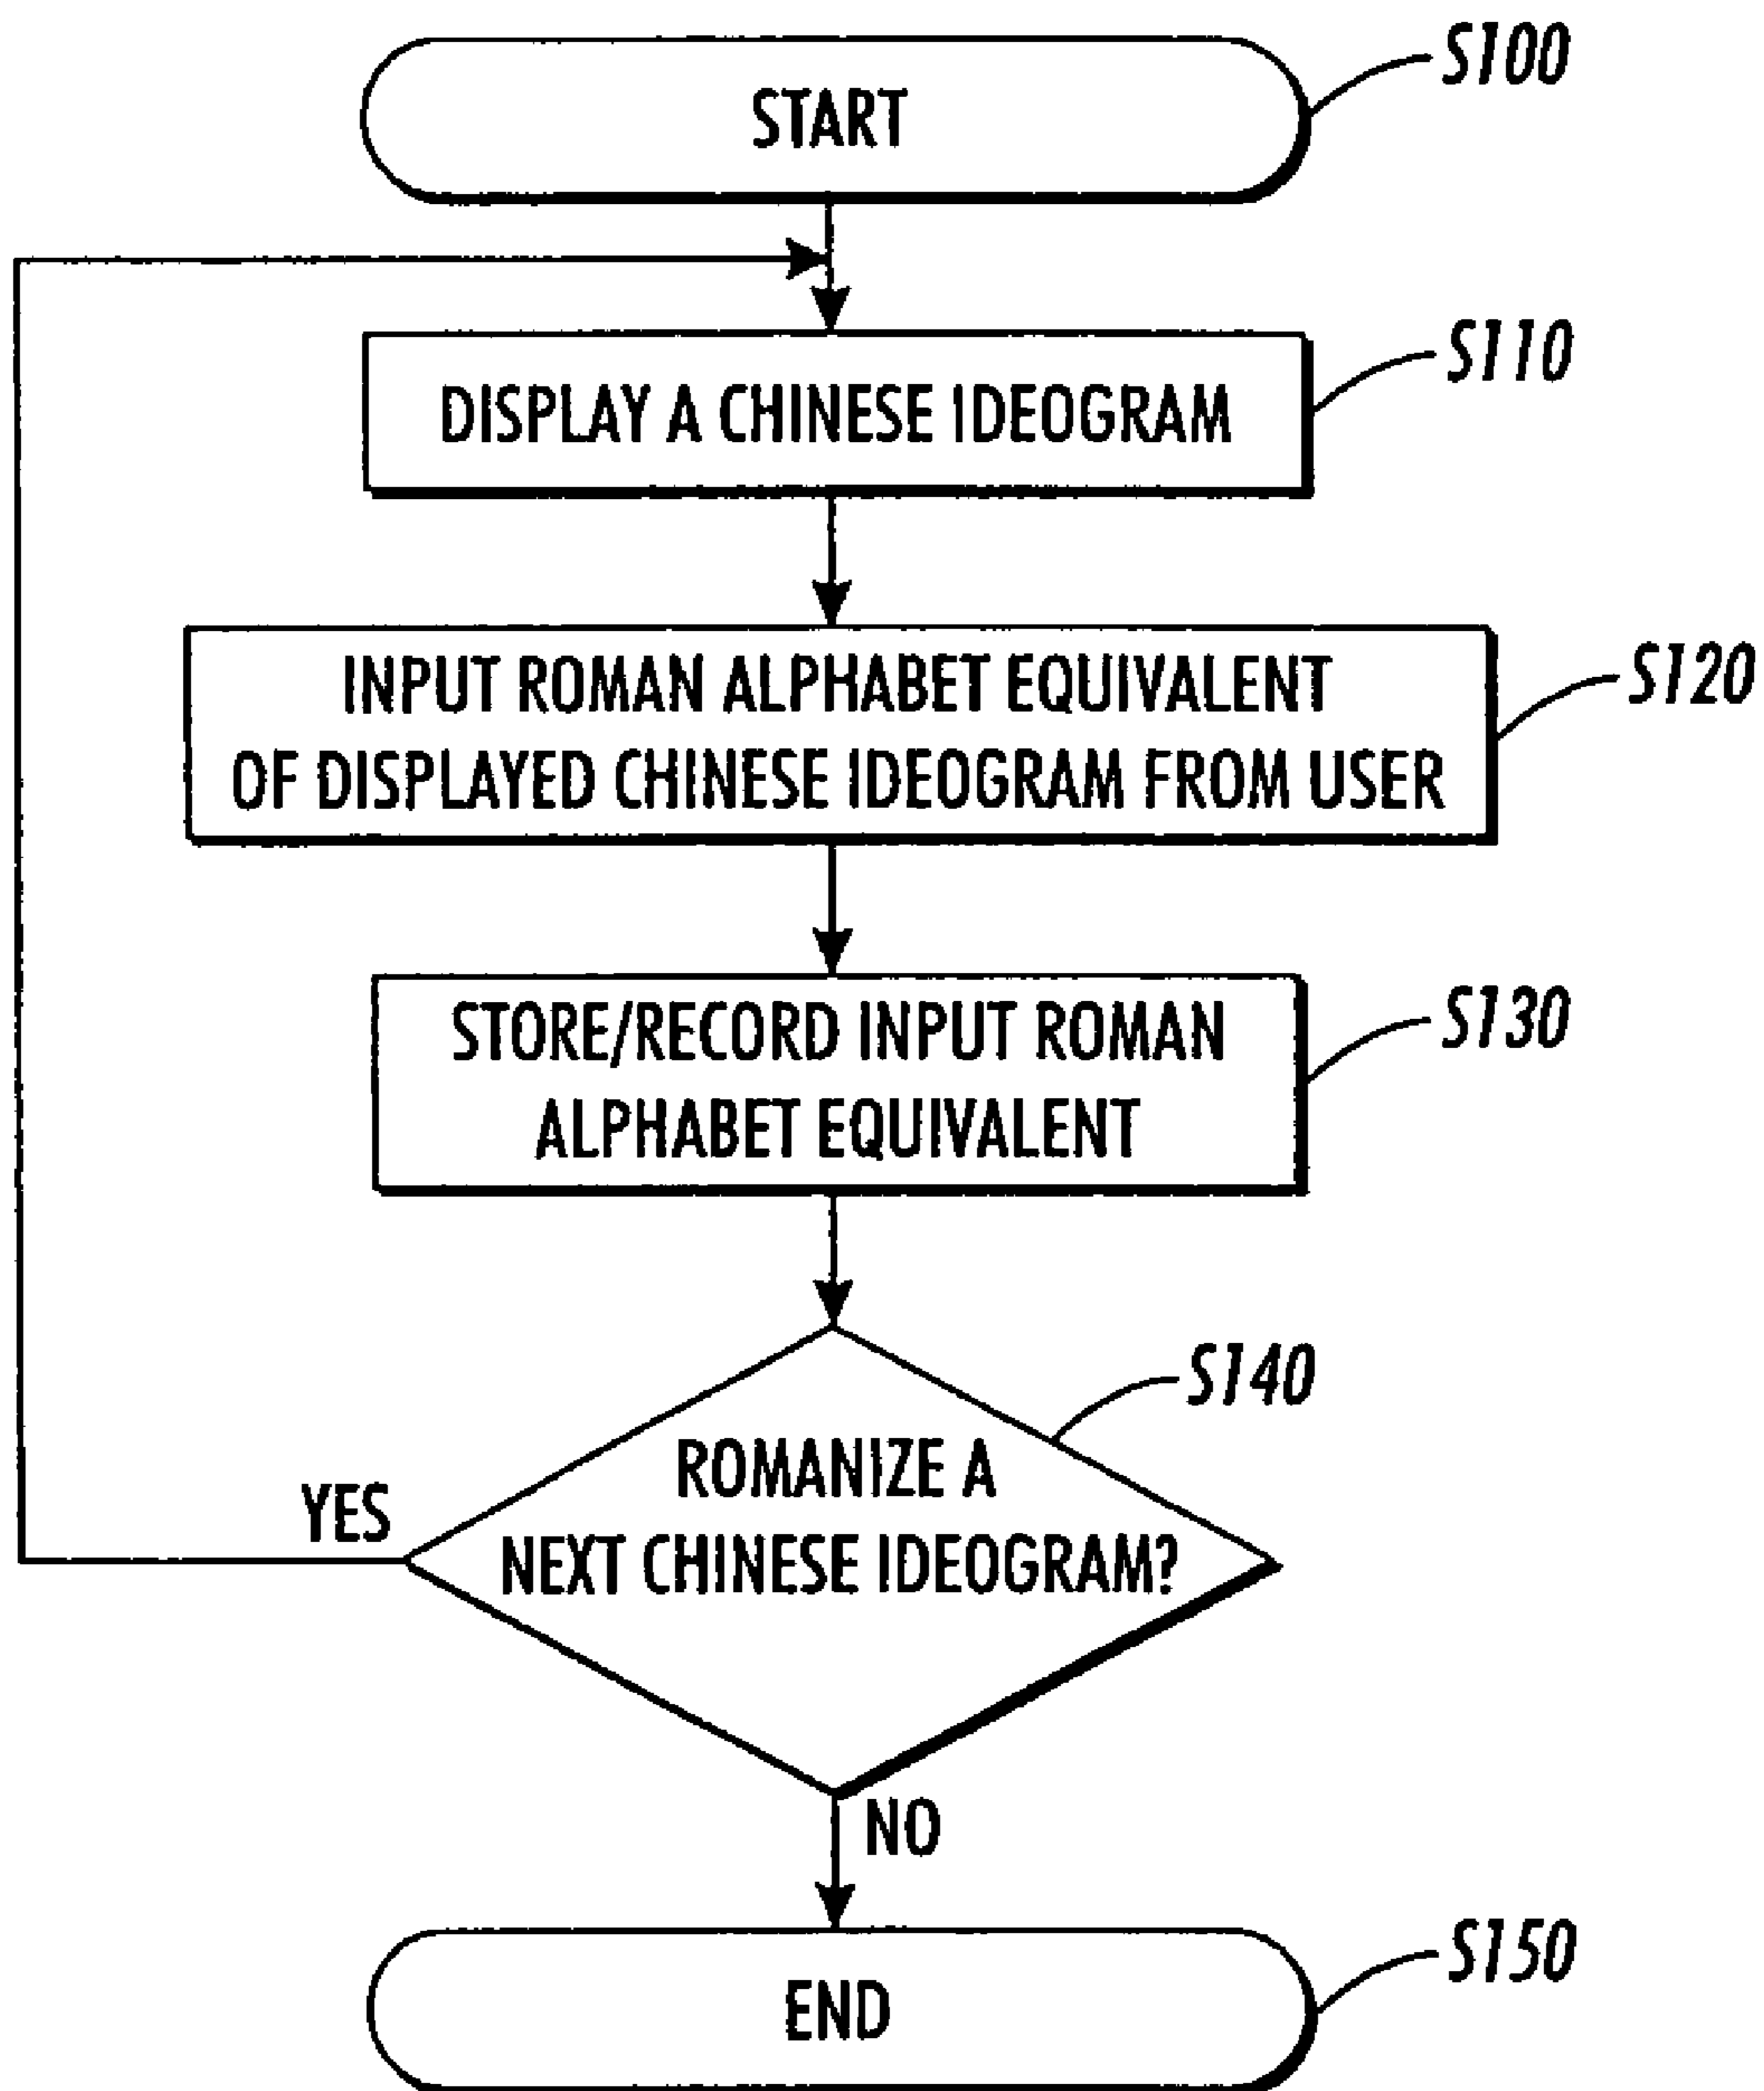 START
S100
DISPLAY A CHINESE IDEOGRAM
S110
INPUT ROMAN ALPHABET EQUIVALENT
OF DISPLAYED CHINESE IDEOGRAM FROM USER
S120
STORE/RECORD INPUT ROMAN
ALPHABET EQUIVALENT
S130
ROMANIZE A
NEXT CHINESE IDEOGRAM?
S140
YES
NO
END
S150